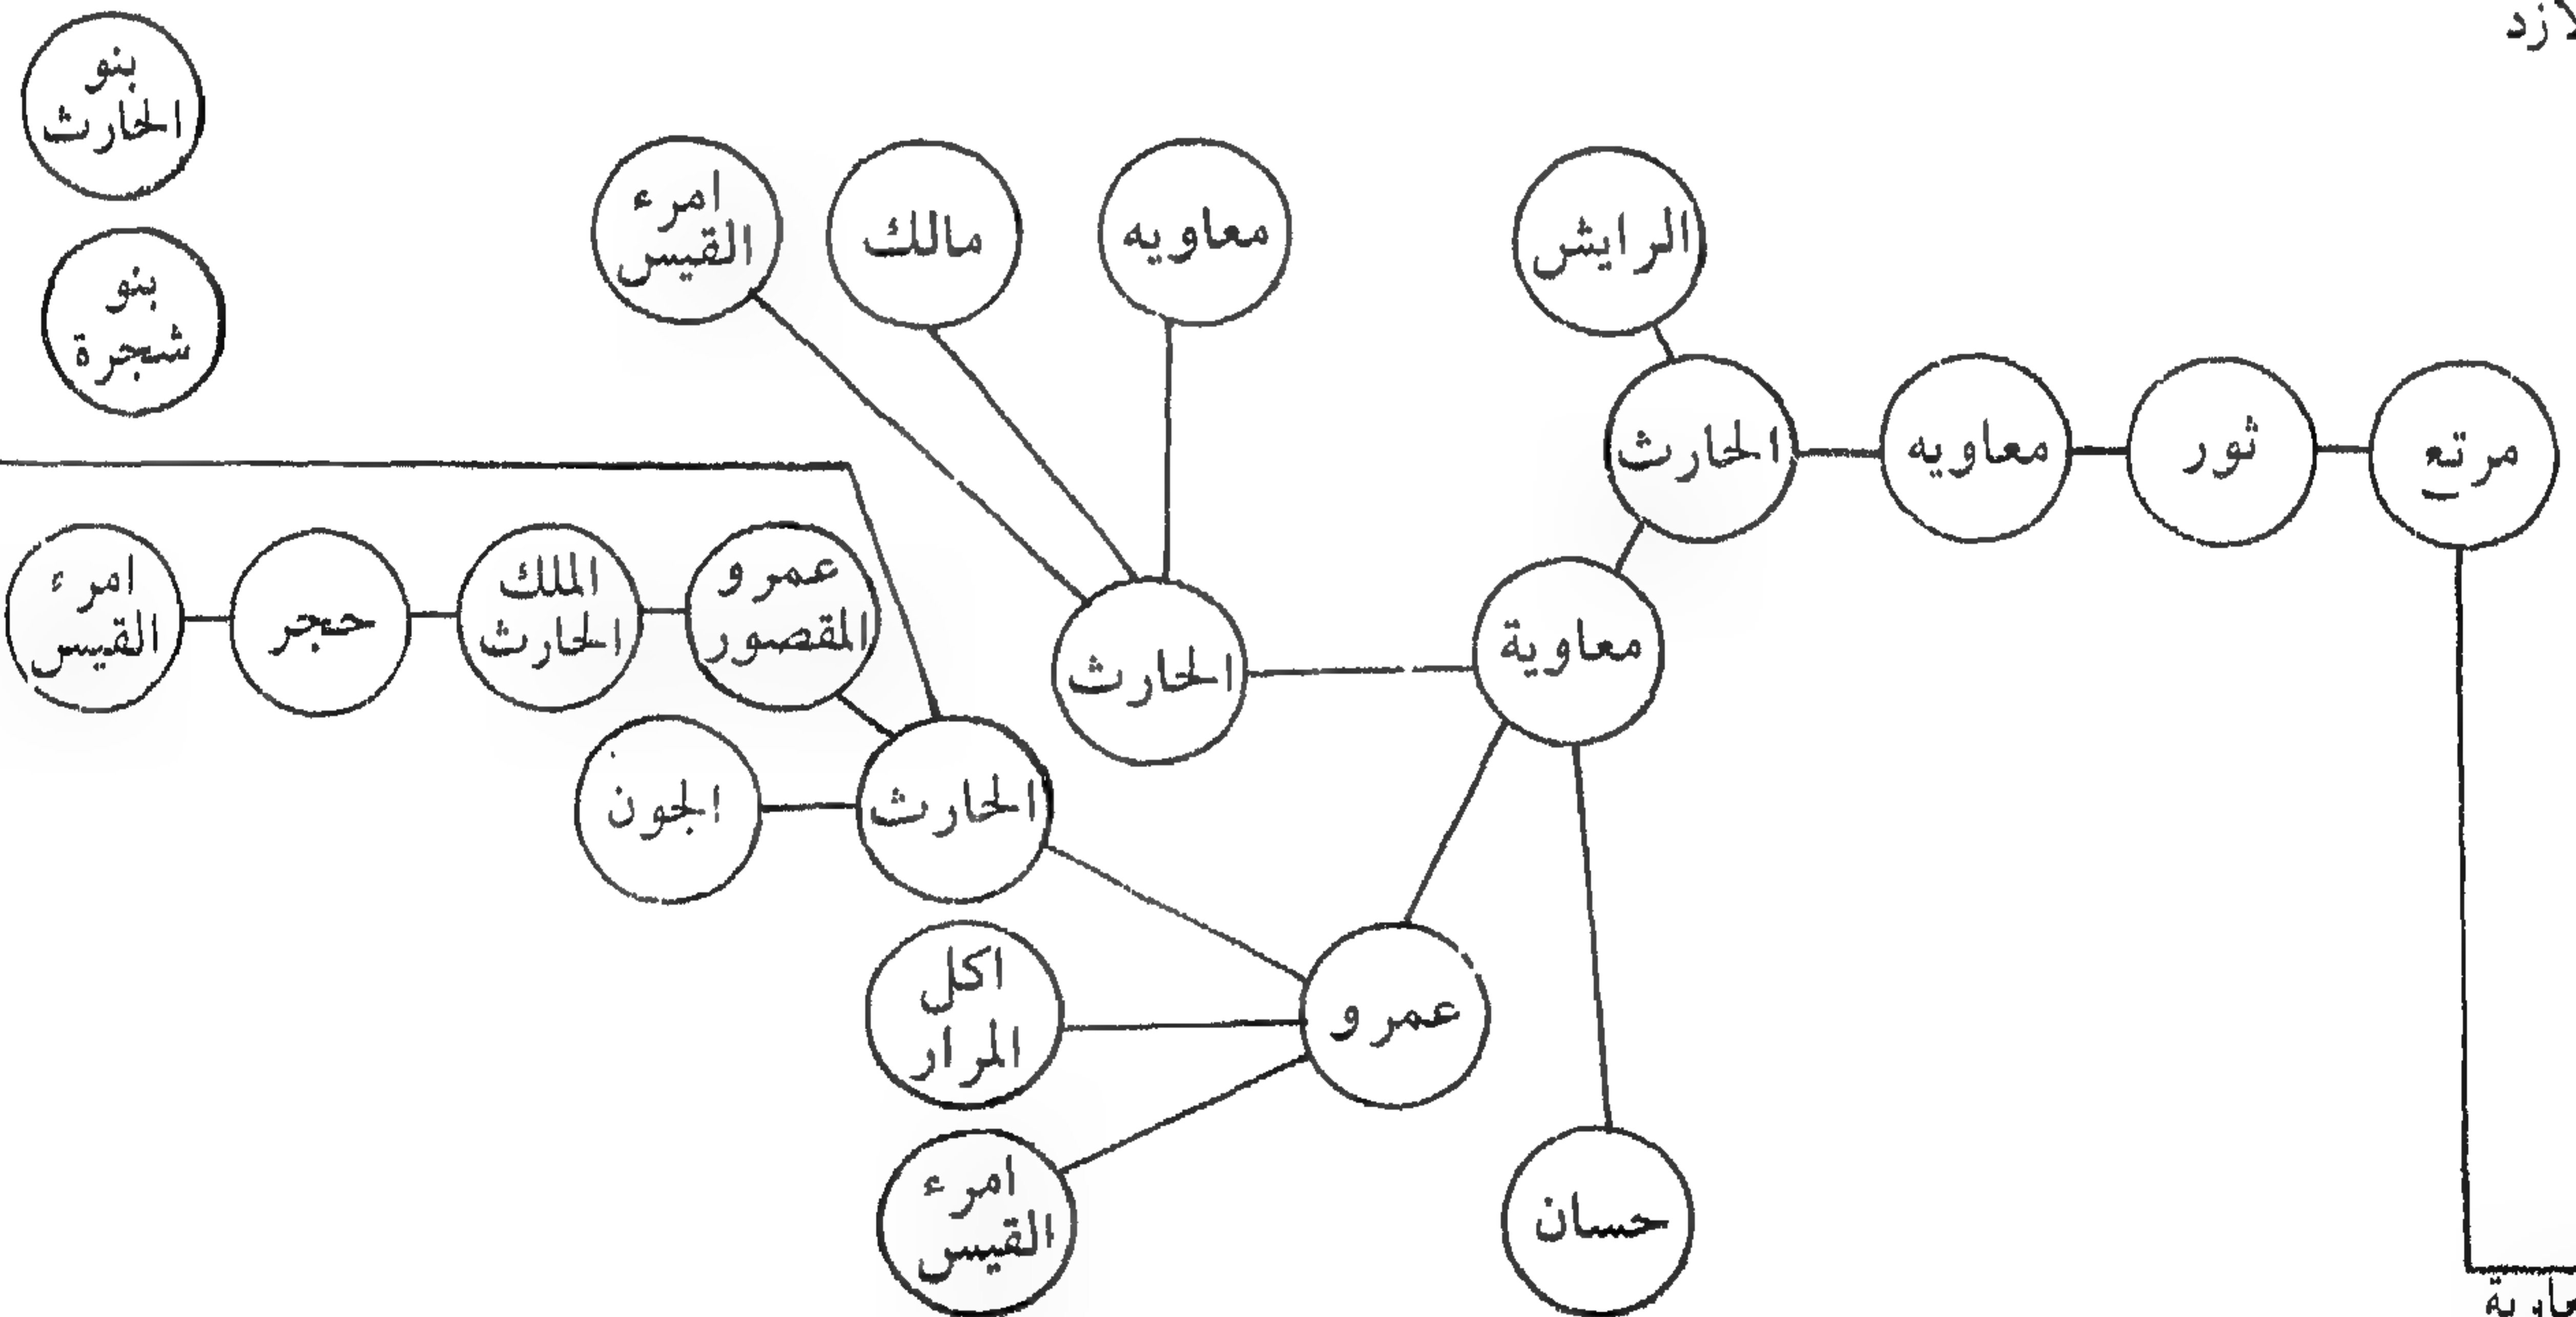 بنو
الحارث
امرء
القيس
مالك
معاويه
الرايش
بنو
شجرة
مرتع
ثور
معاويه
الحارث
معاوية
الحارث
عمرو
المقصور
الملك
الحارث
حجر
امرء
القيس
الحارث
الجون
عمرو
اكل
المرار
امرء
القيس
حسان